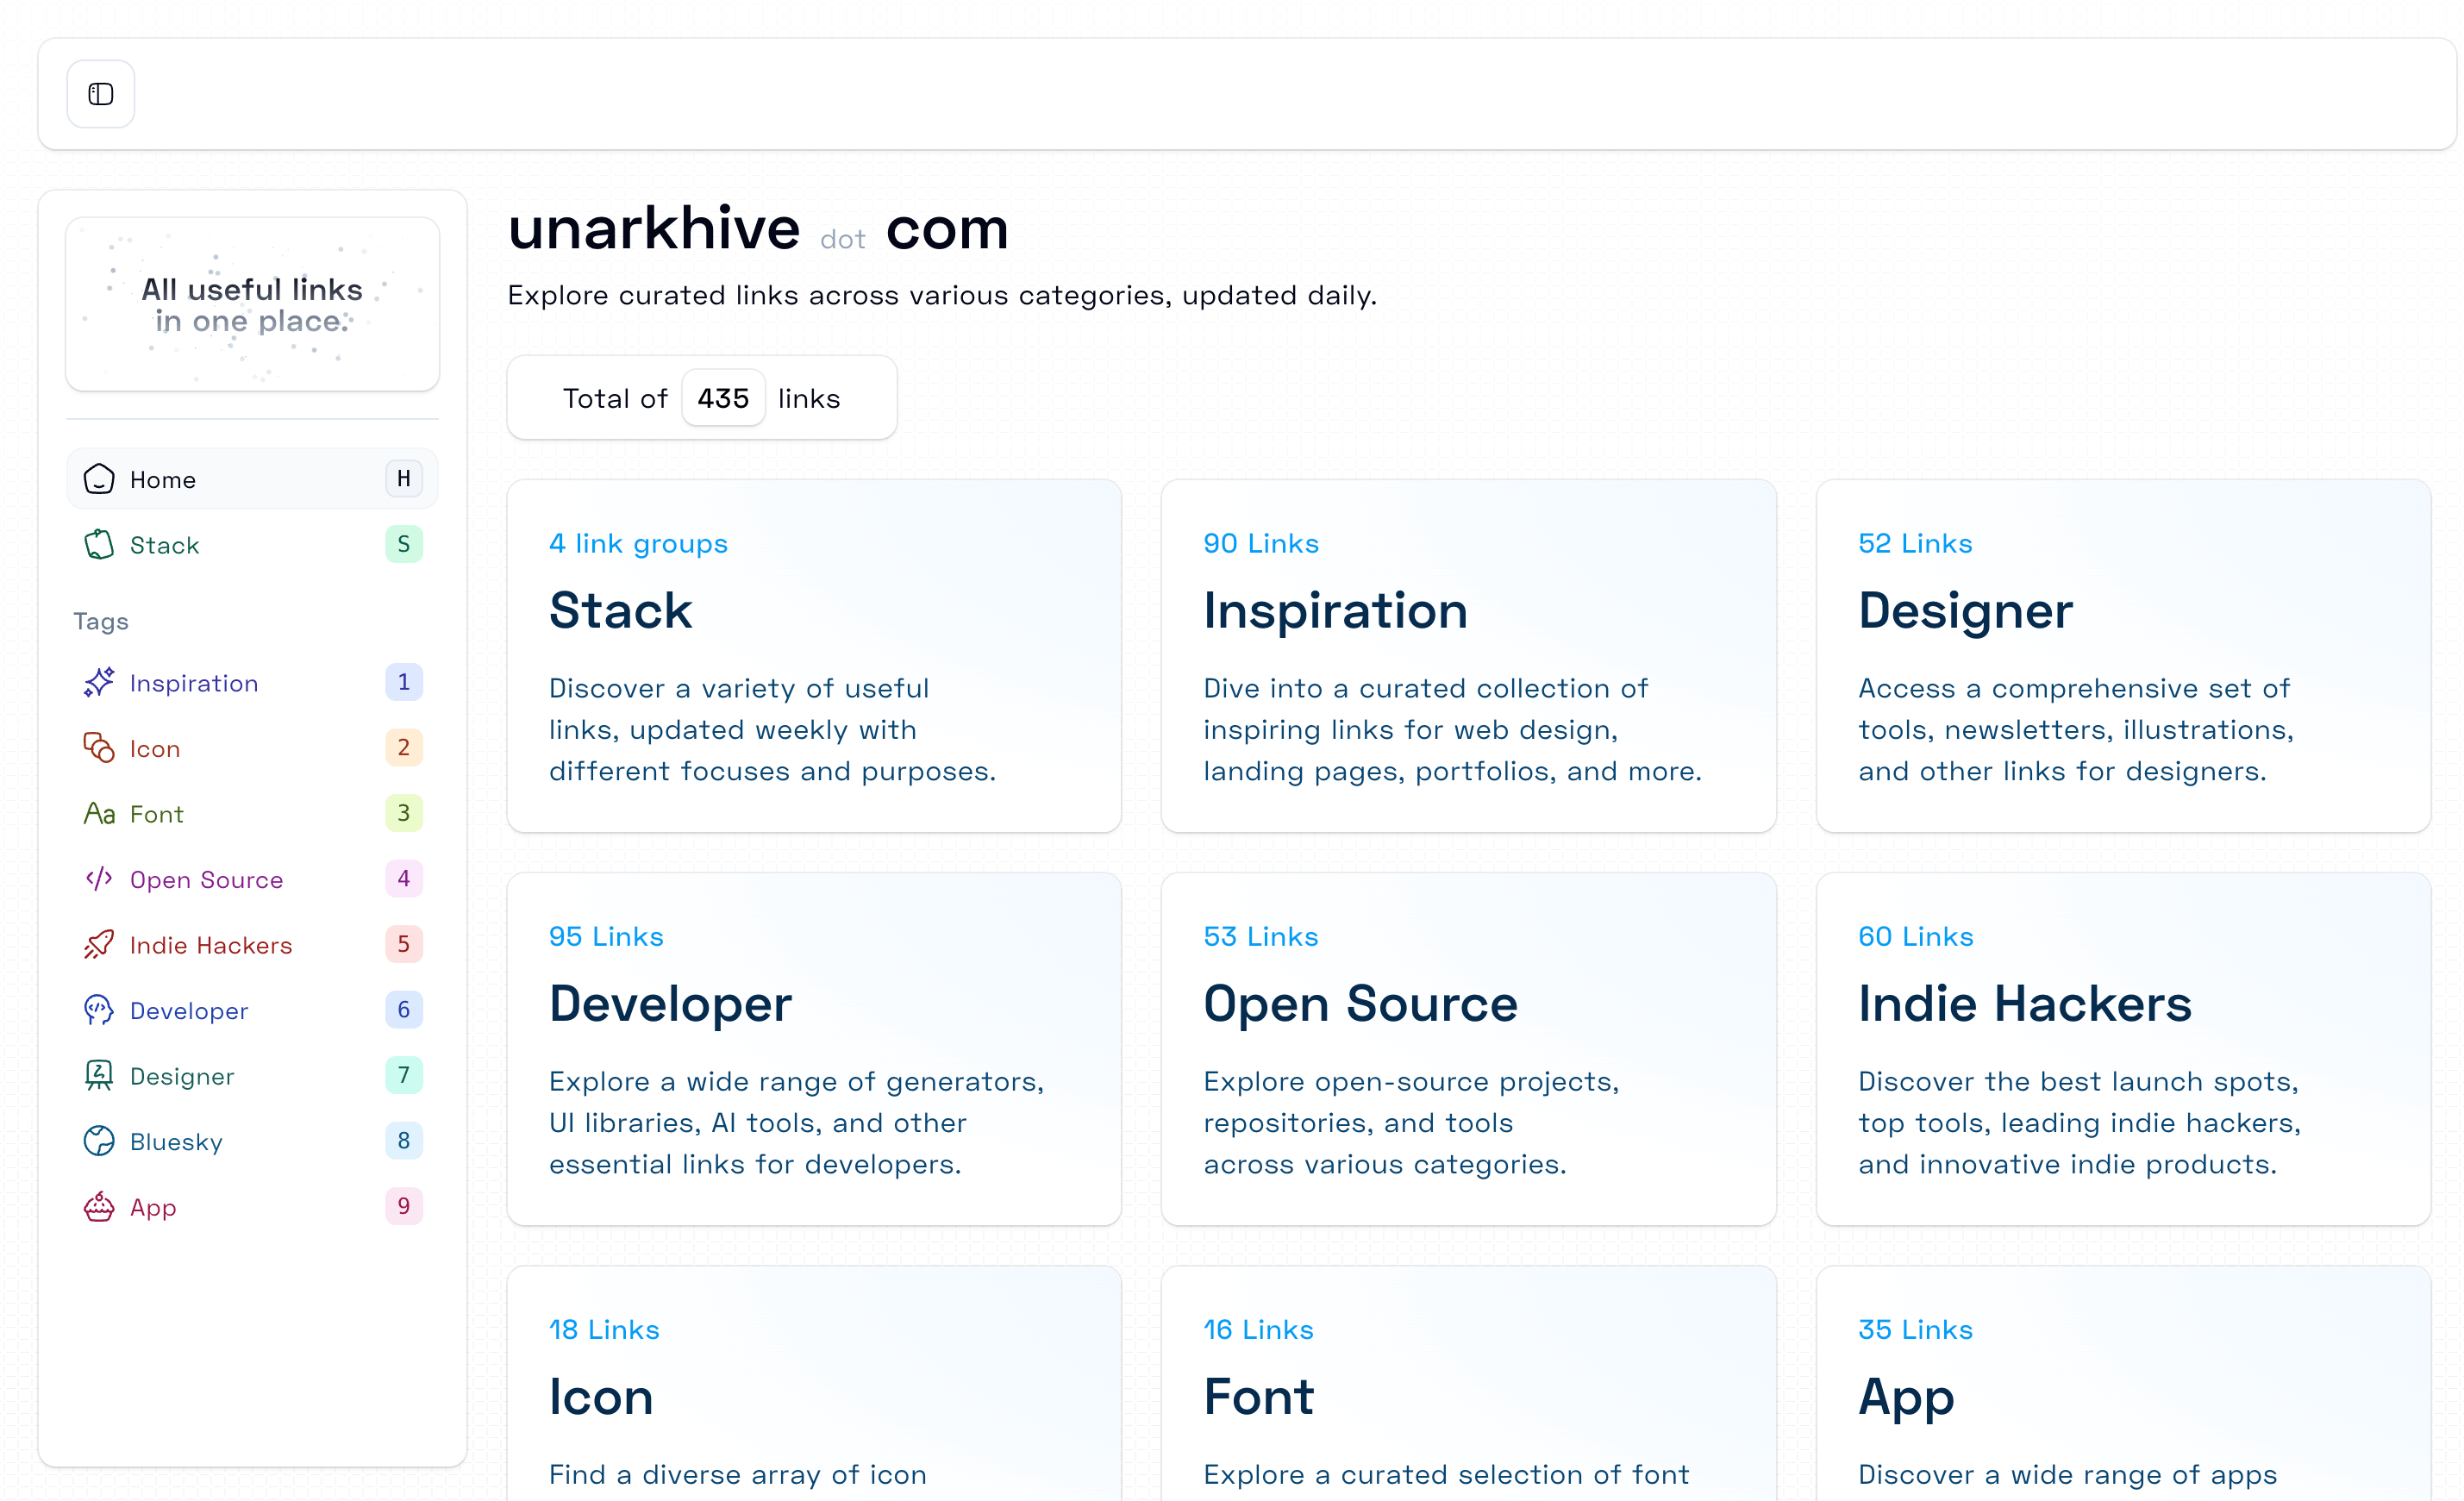 All useful links
in one place.
Home H
Stack S
Tags
Inspiration 1
Icon 2
Font 3
Open Source 4
Indie Hackers 5
Developer 6
Designer 7
Bluesky 8
App 9
unarkhive dot com
Explore curated links across various categories, updated daily.
Total of 435 links
4 link groups
Stack
Discover a variety of useful
links, updated weekly with
different focuses and purposes.
90 Links
Inspiration
Dive into a curated collection of
inspiring links for web design,
landing pages, portfolios, and more.
52 Links
Designer
Access a comprehensive set of
tools, newsletters, illustrations,
and other links for designers.
95 Links
Developer
Explore a wide range of generators,
UI libraries, AI tools, and other
essential links for developers.
53 Links
Open Source
Explore open-source projects,
repositories, and tools
across various categories.
60 Links
Indie Hackers
Discover the best launch spots,
top tools, leading indie hackers,
and innovative indie products.
18 Links
Icon
Find a diverse array of icon
16 Links
Font
Explore a curated selection of font
35 Links
App
Discover a wide range of apps